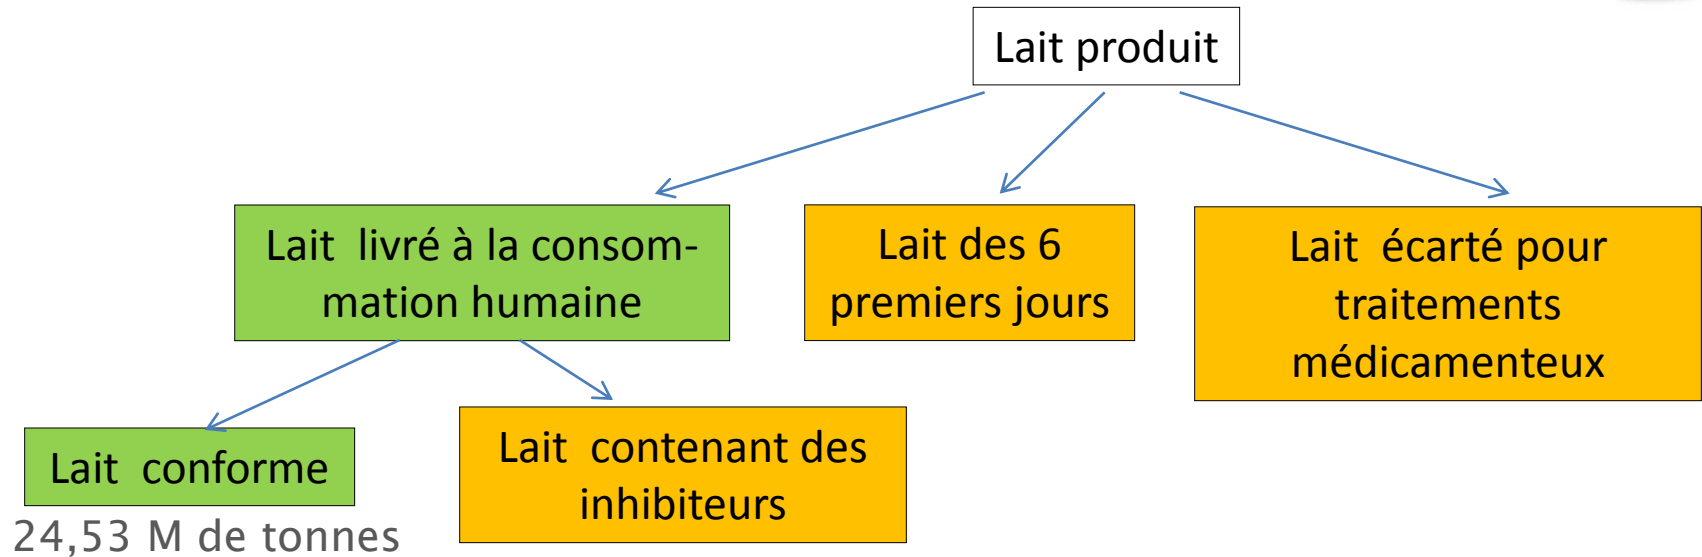 Lait produit
Lait livré à la consom-
mation humaine
Lait des 6
premiers jours
Lait écarté pour
traitements
médicamenteux
Lait conforme
24,53 M de tonnes
Lait contenant des
inhibiteurs